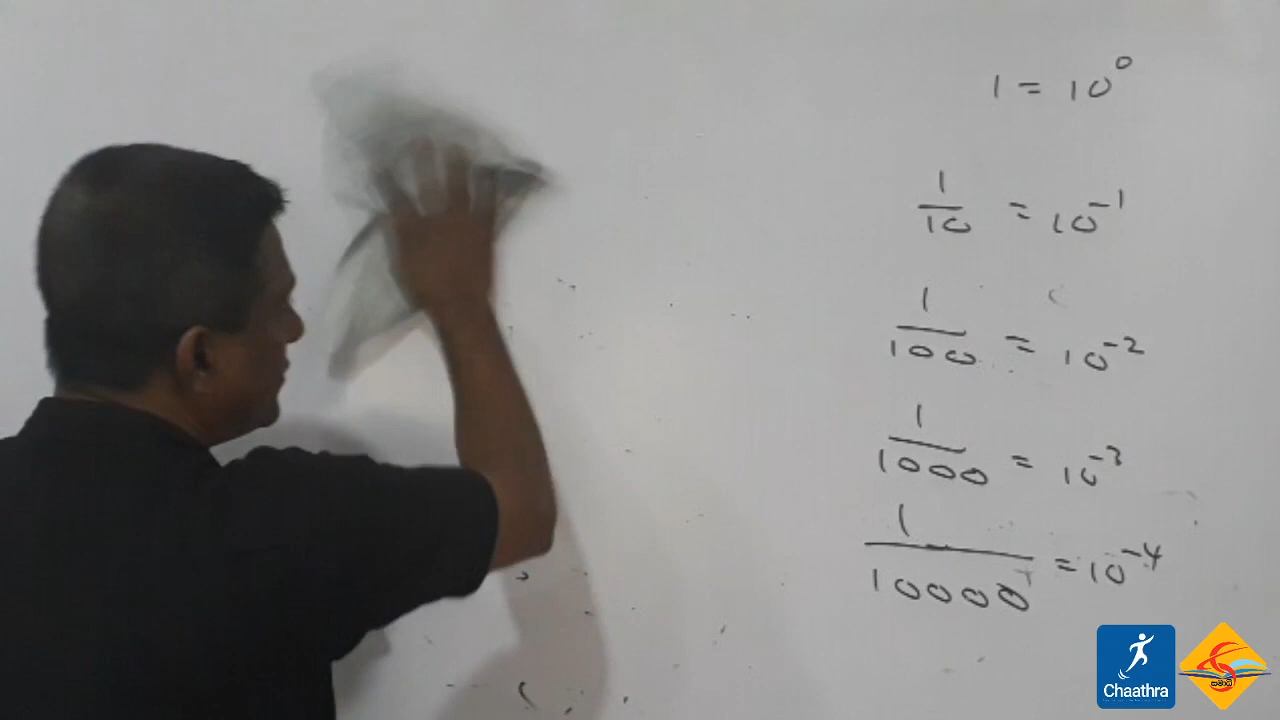 1 = 10⁰
1/10 = 10⁻¹
1/100 = 10⁻²
1/1000 = 10⁻³
1/10000 = 10⁻⁴
Chaathra
සමාධි